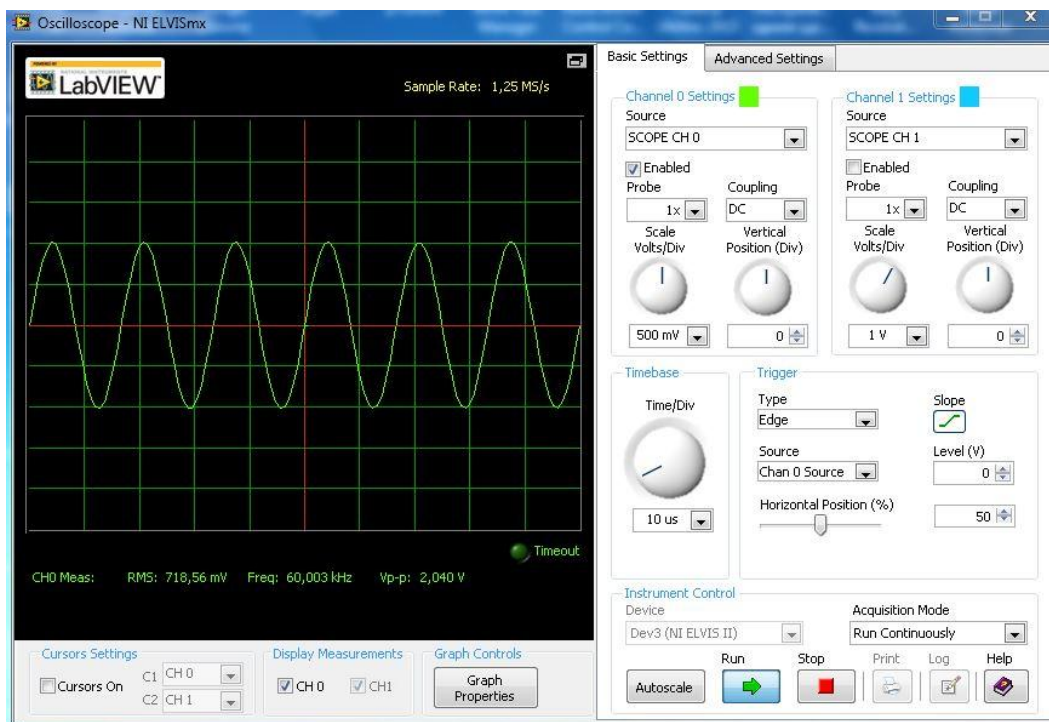 Oscilloscope - NI ELVISmx
POWERED BY
NATIONAL INSTRUMENTS
LabVIEW
Sample Rate: 1,25 MS/s
Timeout
CH0 Meas: RMS: 718,56 mV Freq: 60,003 kHz Vp-p: 2,040 V
Cursors Settings
Cursors On
C1 CH 0
C2 CH 1
Display Measurements
CH 0 CH1
Graph Controls
Graph
Properties
Basic Settings Advanced Settings
Channel 0 Settings
Source
SCOPE CH 0
Enabled
Probe Coupling
1x DC
Scale Vertical
Volts/Div Position (Div)
500 mV 0
Channel 1 Settings
Source
SCOPE CH 1
Enabled
Probe Coupling
1x DC
Scale Vertical
Volts/Div Position (Div)
1 V 0
Timebase
Time/Div
10 us
Trigger
Type Slope
Edge
Source Level (V)
Chan 0 Source 0
Horizontal Position (%)
50
Instrument Control
Device Acquisition Mode
Dev3 (NI ELVIS II) Run Continuously
Run Stop Print Log Help
Autoscale